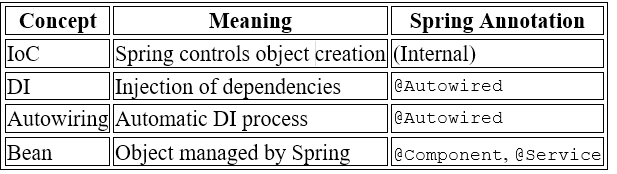 Concept Meaning Spring Annotation
IoC Spring controls object creation (Internal)
DI Injection of dependencies @Autowired
Autowiring Automatic DI process @Autowired
Bean Object managed by Spring @Component, @Service